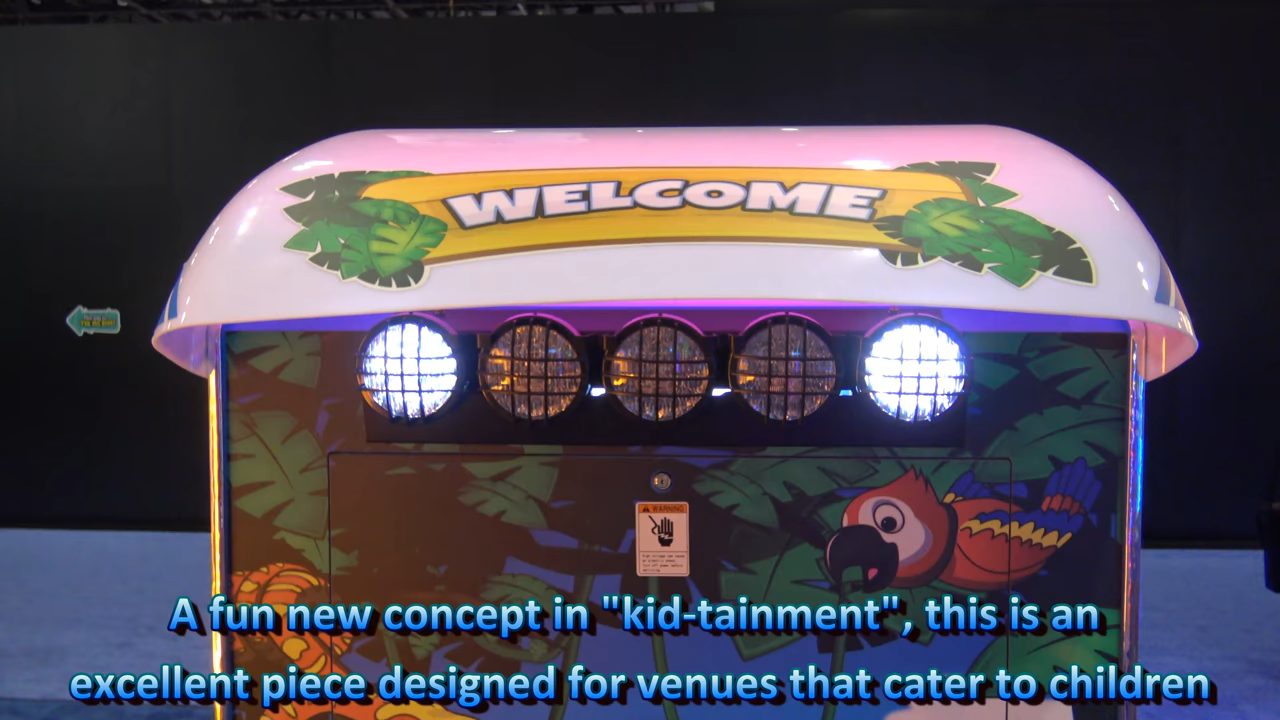 WELCOME
WARNING
A fun new concept in "kid-tainment", this is an
excellent piece designed for venues that cater to children